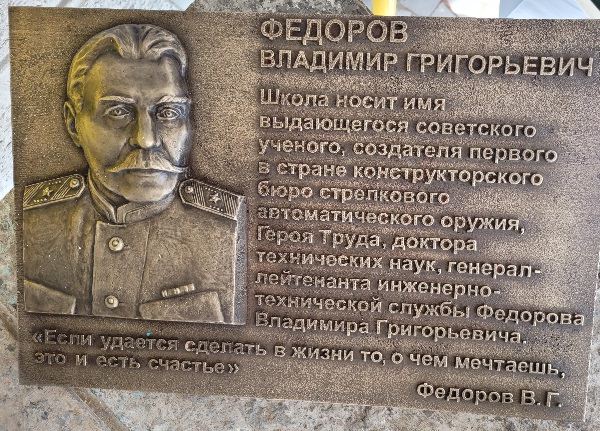 ФЕДОРОВ
ВЛАДИМИР ГРИГОРЬЕВИЧ
Школа носит имя
выдающегося советского
ученого, создателя первого
в стране конструкторского
бюро стрелкового
автоматического оружия,
Героя Труда, доктора
технических наук, генерал-
лейтенанта инженерно-
технической службы Федорова
Владимира Григорьевича.
«Если удается сделать в жизни то, о чем мечтаешь,
это и есть счастье»
Федоров В. Г.